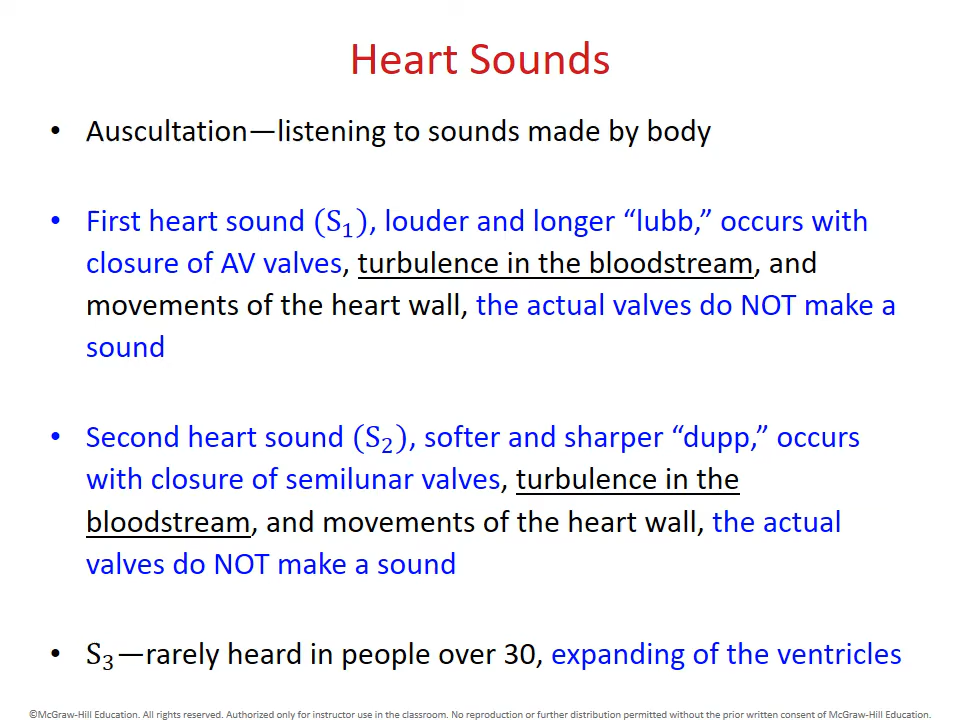 Heart Sounds
• Auscultation—listening to sounds made by body
• First heart sound (S₁), louder and longer “lubb,” occurs with
closure of AV valves, turbulence in the bloodstream, and
movements of the heart wall, the actual valves do NOT make a
sound
• Second heart sound (S₂), softer and sharper “dupp,” occurs
with closure of semilunar valves, turbulence in the
bloodstream, and movements of the heart wall, the actual
valves do NOT make a sound
• S₃—rarely heard in people over 30, expanding of the ventricles
©McGraw-Hill Education. All rights reserved. Authorized only for instructor use in the classroom. No reproduction or further distribution permitted without the prior written consent of McGraw-Hill Education.